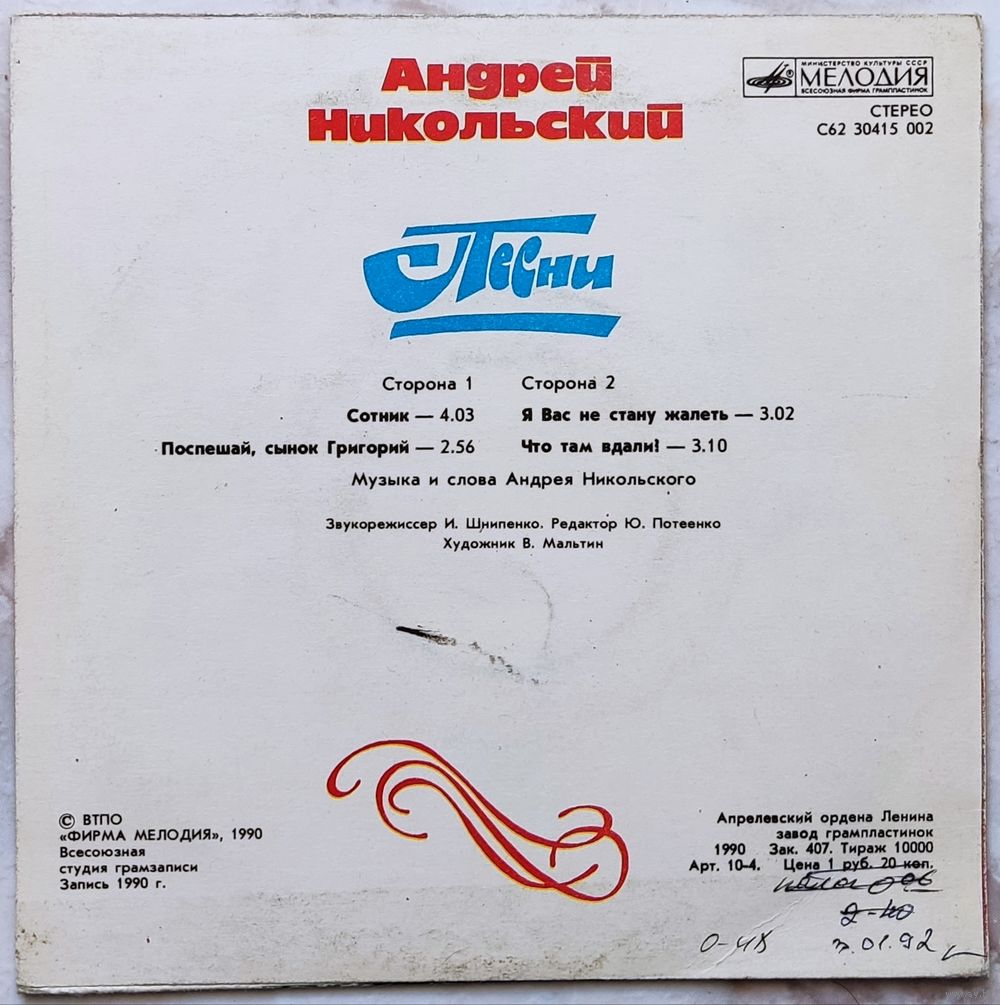 Андрей
Никольский
МИНИСТЕРСТВО КУЛЬТУРЫ СССР
МЕЛОДИЯ
ВСЕСОЮЗНАЯ ФИРМА ГРАМПЛАСТИНОК
СТЕРЕО
С62 30415 002
Песни
Сторона 1
Сотник — 4.03
Поспешай, сынок Григорий — 2.56
Сторона 2
Я Вас не стану жалеть — 3.02
Что там вдали? — 3.10
Музыка и слова Андрея Никольского
Звукорежиссер И. Шнипенко. Редактор Ю. Потеенко
Художник В. Мальтин
© ВТПО
«ФИРМА МЕЛОДИЯ», 1990
Всесоюзная
студия грамзаписи
Запись 1990 г.
Апрелевский ордена Ленина
завод грампластинок
1990 Зак. 407. Тираж 10000
Арт. 10-4. Цена 1 руб. 20 коп.
2-40
01.92